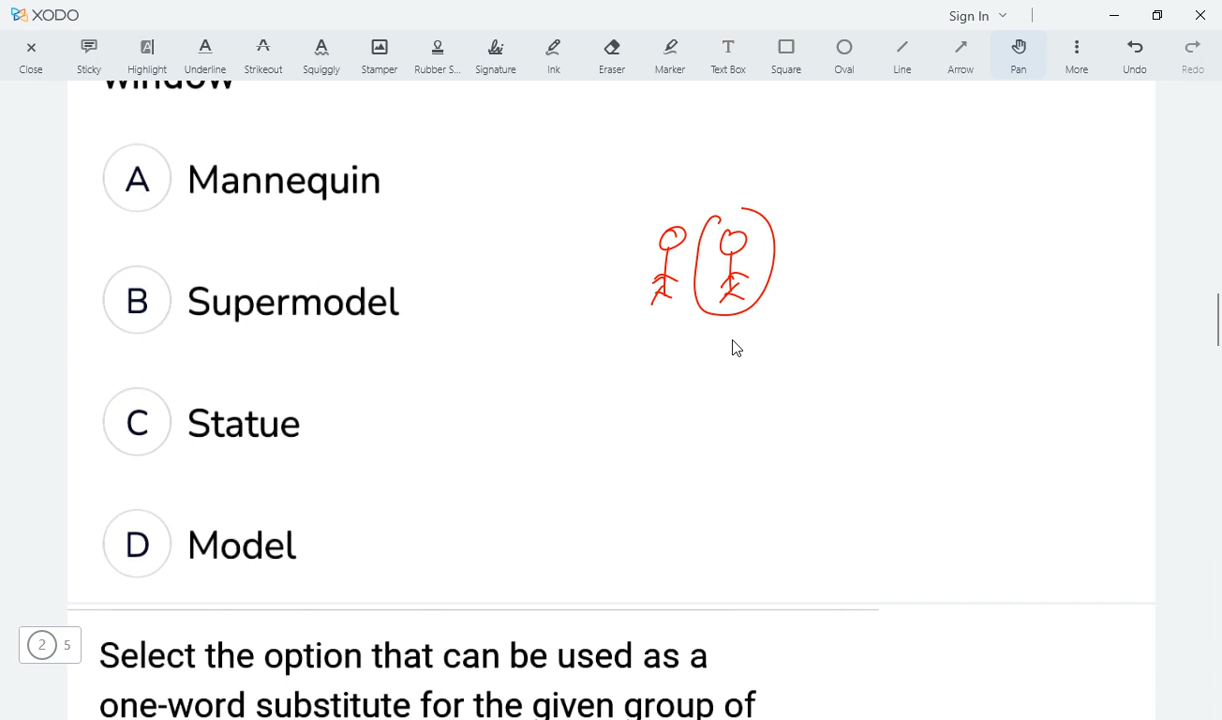 XODO
Sign In
Close
Sticky
Highlight
Underline
Strikeout
Squiggly
Stamper
Rubber S...
Signature
Ink
Eraser
Marker
Text Box
Square
Oval
Line
Arrow
Pan
More
Undo
Redo
window
A Mannequin
B Supermodel
C Statue
D Model
2 5
Select the option that can be used as a
one-word substitute for the given group of